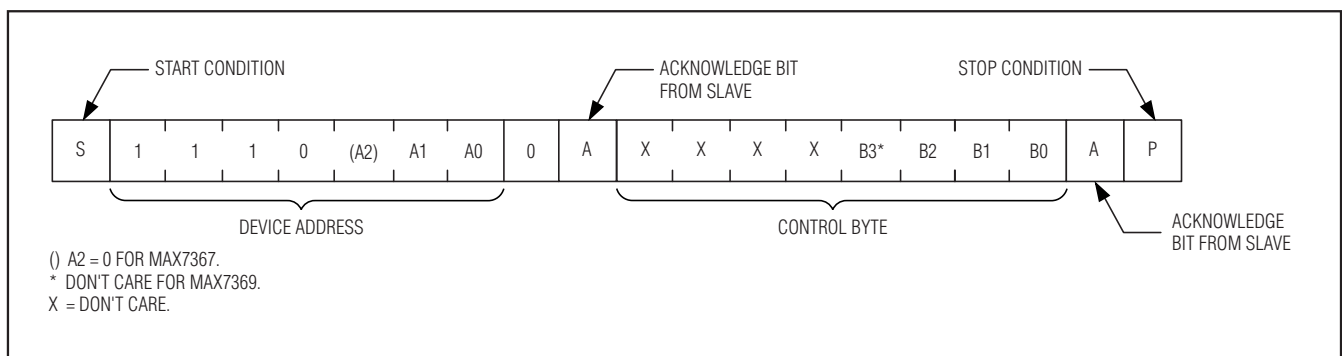 START CONDITION
ACKNOWLEDGE BIT
FROM SLAVE
STOP CONDITION
S 1 1 1 0 (A2) A1 A0 0 A X X X X B3* B2 B1 B0 A P
DEVICE ADDRESS
CONTROL BYTE
ACKNOWLEDGE
BIT FROM SLAVE
() A2 = 0 FOR MAX7367.
* DON'T CARE FOR MAX7369.
X = DON'T CARE.